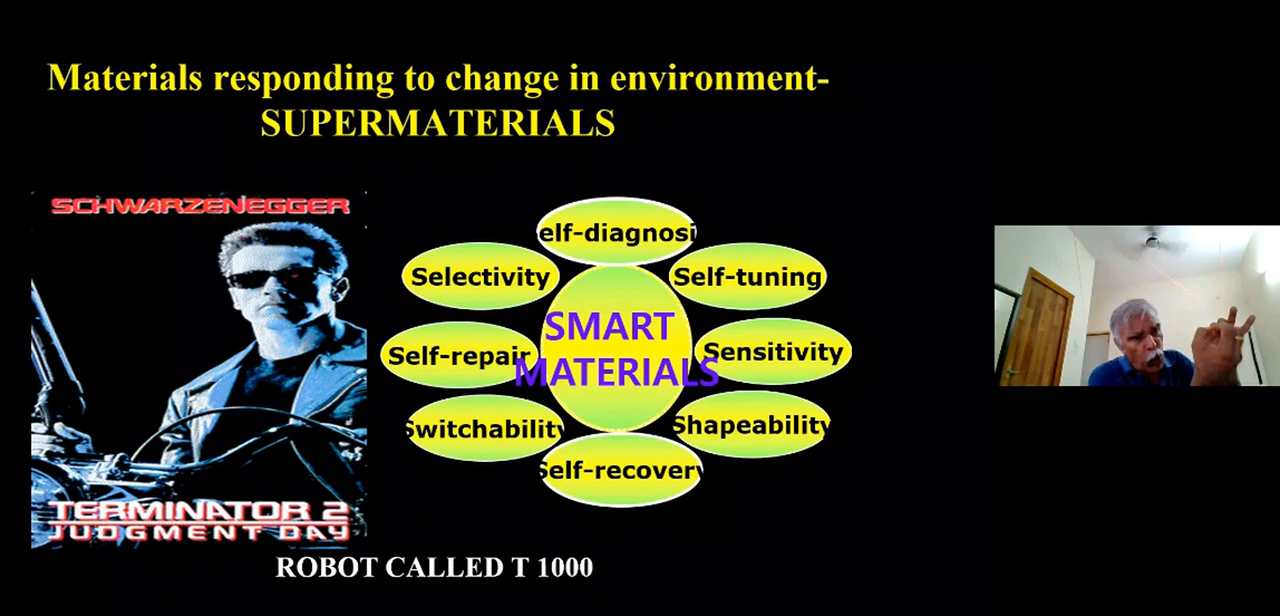 Materials responding to change in environment-
SUPERMATERIALS
SCHWARZENEGGER
TERMINATOR 2
JUDGMENT DAY
elf-diagnosi
Selectivity
Self-tuning
SMART
MATERIALS
Self-repair
Sensitivity
Switchability
Shapeability
Self-recovery
ROBOT CALLED T 1000